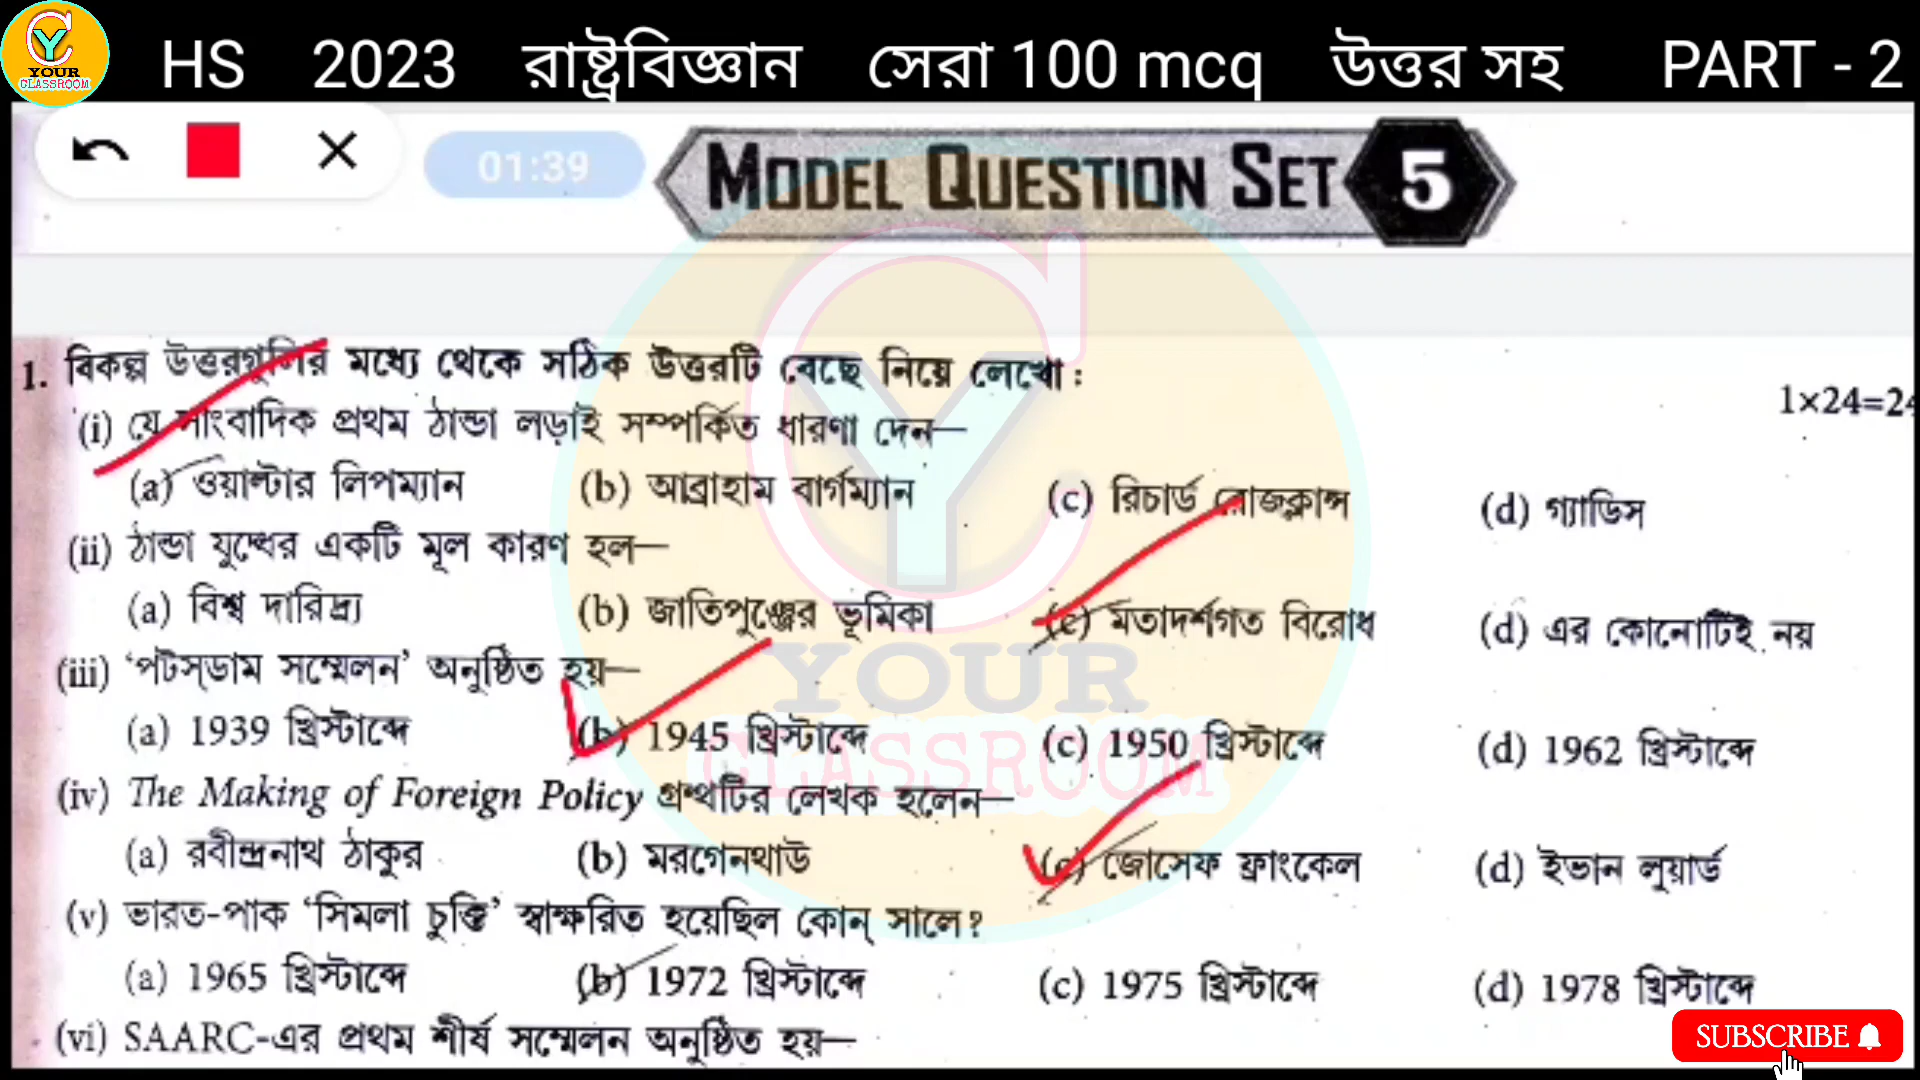 HS 2023 রাষ্ট্রবিজ্ঞান সেরা 100 mcq উত্তর সহ PART - 2
YOUR
CLASSROOM
01:39
MODEL QUESTION SET 5
1. বিকল্প উত্তরগুলির মধ্যে থেকে সঠিক উত্তরটি বেছে নিয়ে লেখো :
1×24=24
(i) যে সাংবাদিক প্রথম ঠান্ডা লড়াই সম্পর্কিত ধারণা দেন—
(a) ওয়াল্টার লিপম্যান (b) আব্রাহাম বার্গম্যান (c) রিচার্ড রোজক্রান্স (d) গ্যাডিস
(ii) ঠান্ডা যুদ্ধের একটি মূল কারণ হল—
(a) বিশ্ব দারিদ্র্য (b) জাতিপুঞ্জের ভূমিকা (c) মতাদর্শগত বিরোধ (d) এর কোনোটিই নয়
(iii) ‘পটস্‌ডাম সম্মেলন’ অনুষ্ঠিত হয়—
(a) 1939 খ্রিস্টাব্দে (b) 1945 খ্রিস্টাব্দে (c) 1950 খ্রিস্টাব্দে (d) 1962 খ্রিস্টাব্দে
(iv) The Making of Foreign Policy গ্রন্থটির লেখক হলেন—
(a) রবীন্দ্রনাথ ঠাকুর (b) মরগেনথাউ (c) জোসেফ ফ্রাংকেল (d) ইভান লুয়ার্ড
(v) ভারত-পাক ‘সিমলা চুক্তি’ স্বাক্ষরিত হয়েছিল কোন্ সালে?
(a) 1965 খ্রিস্টাব্দে (b) 1972 খ্রিস্টাব্দে (c) 1975 খ্রিস্টাব্দে (d) 1978 খ্রিস্টাব্দে
(vi) SAARC-এর প্রথম শীর্ষ সম্মেলন অনুষ্ঠিত হয়—
YOUR
CLASSROOM
SUBSCRIBE